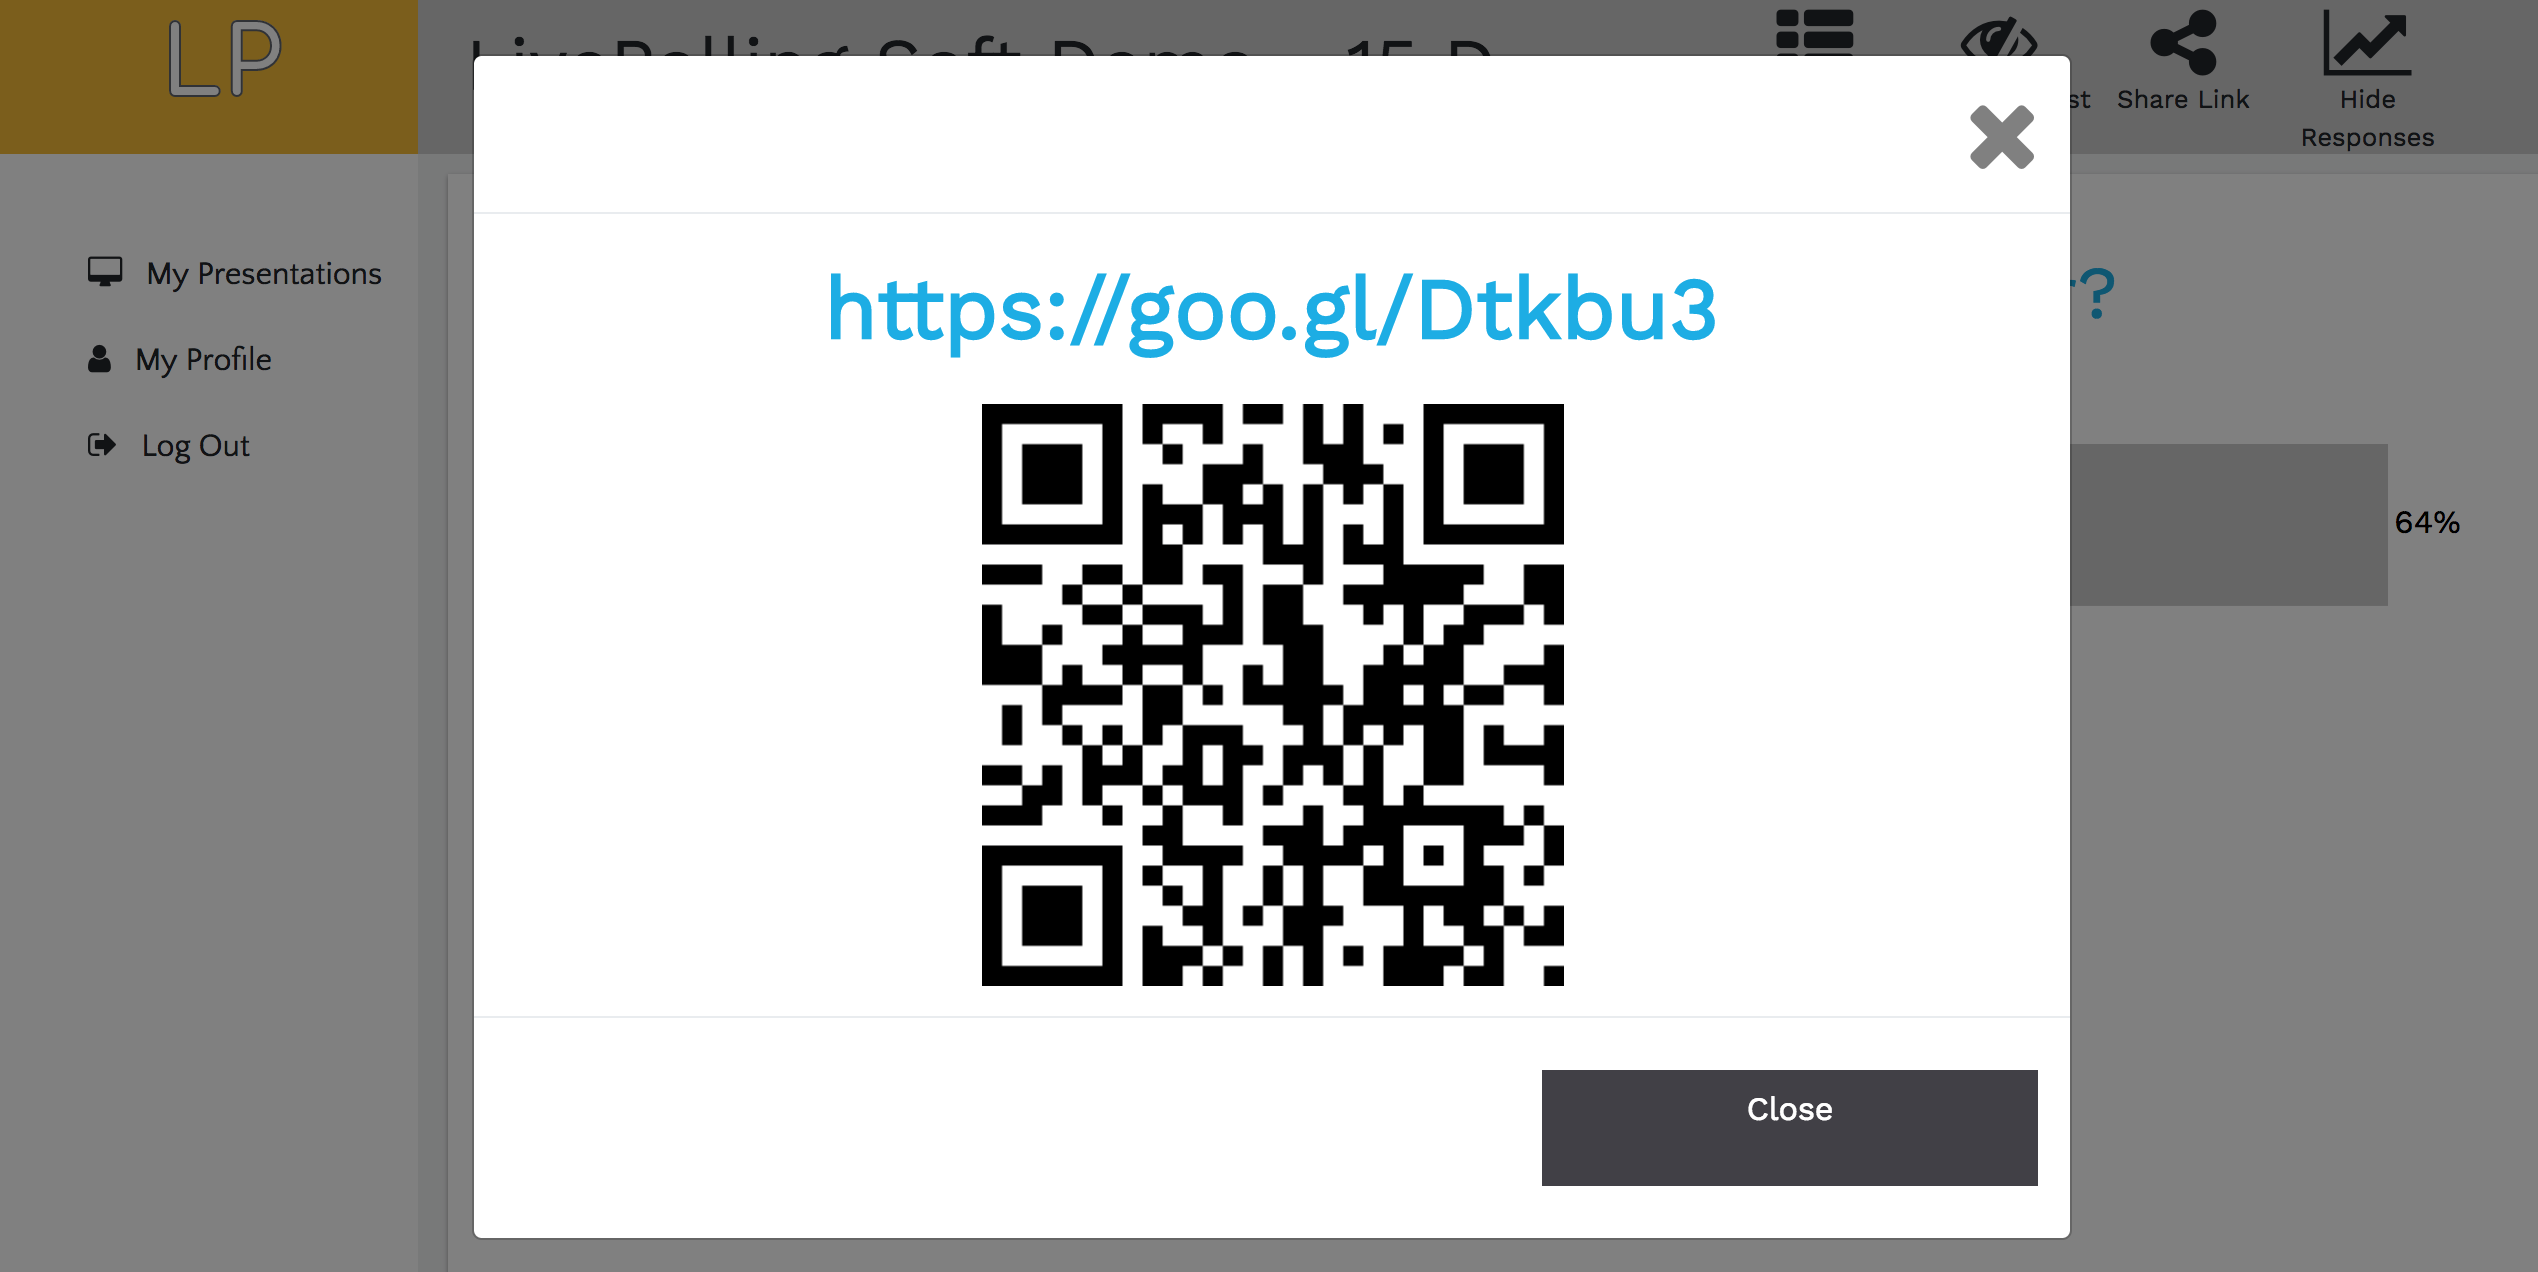 LP
My Presentations
My Profile
Log Out
Share Link
Hide
Responses
https://goo.gl/Dtkbu3
64%
Close